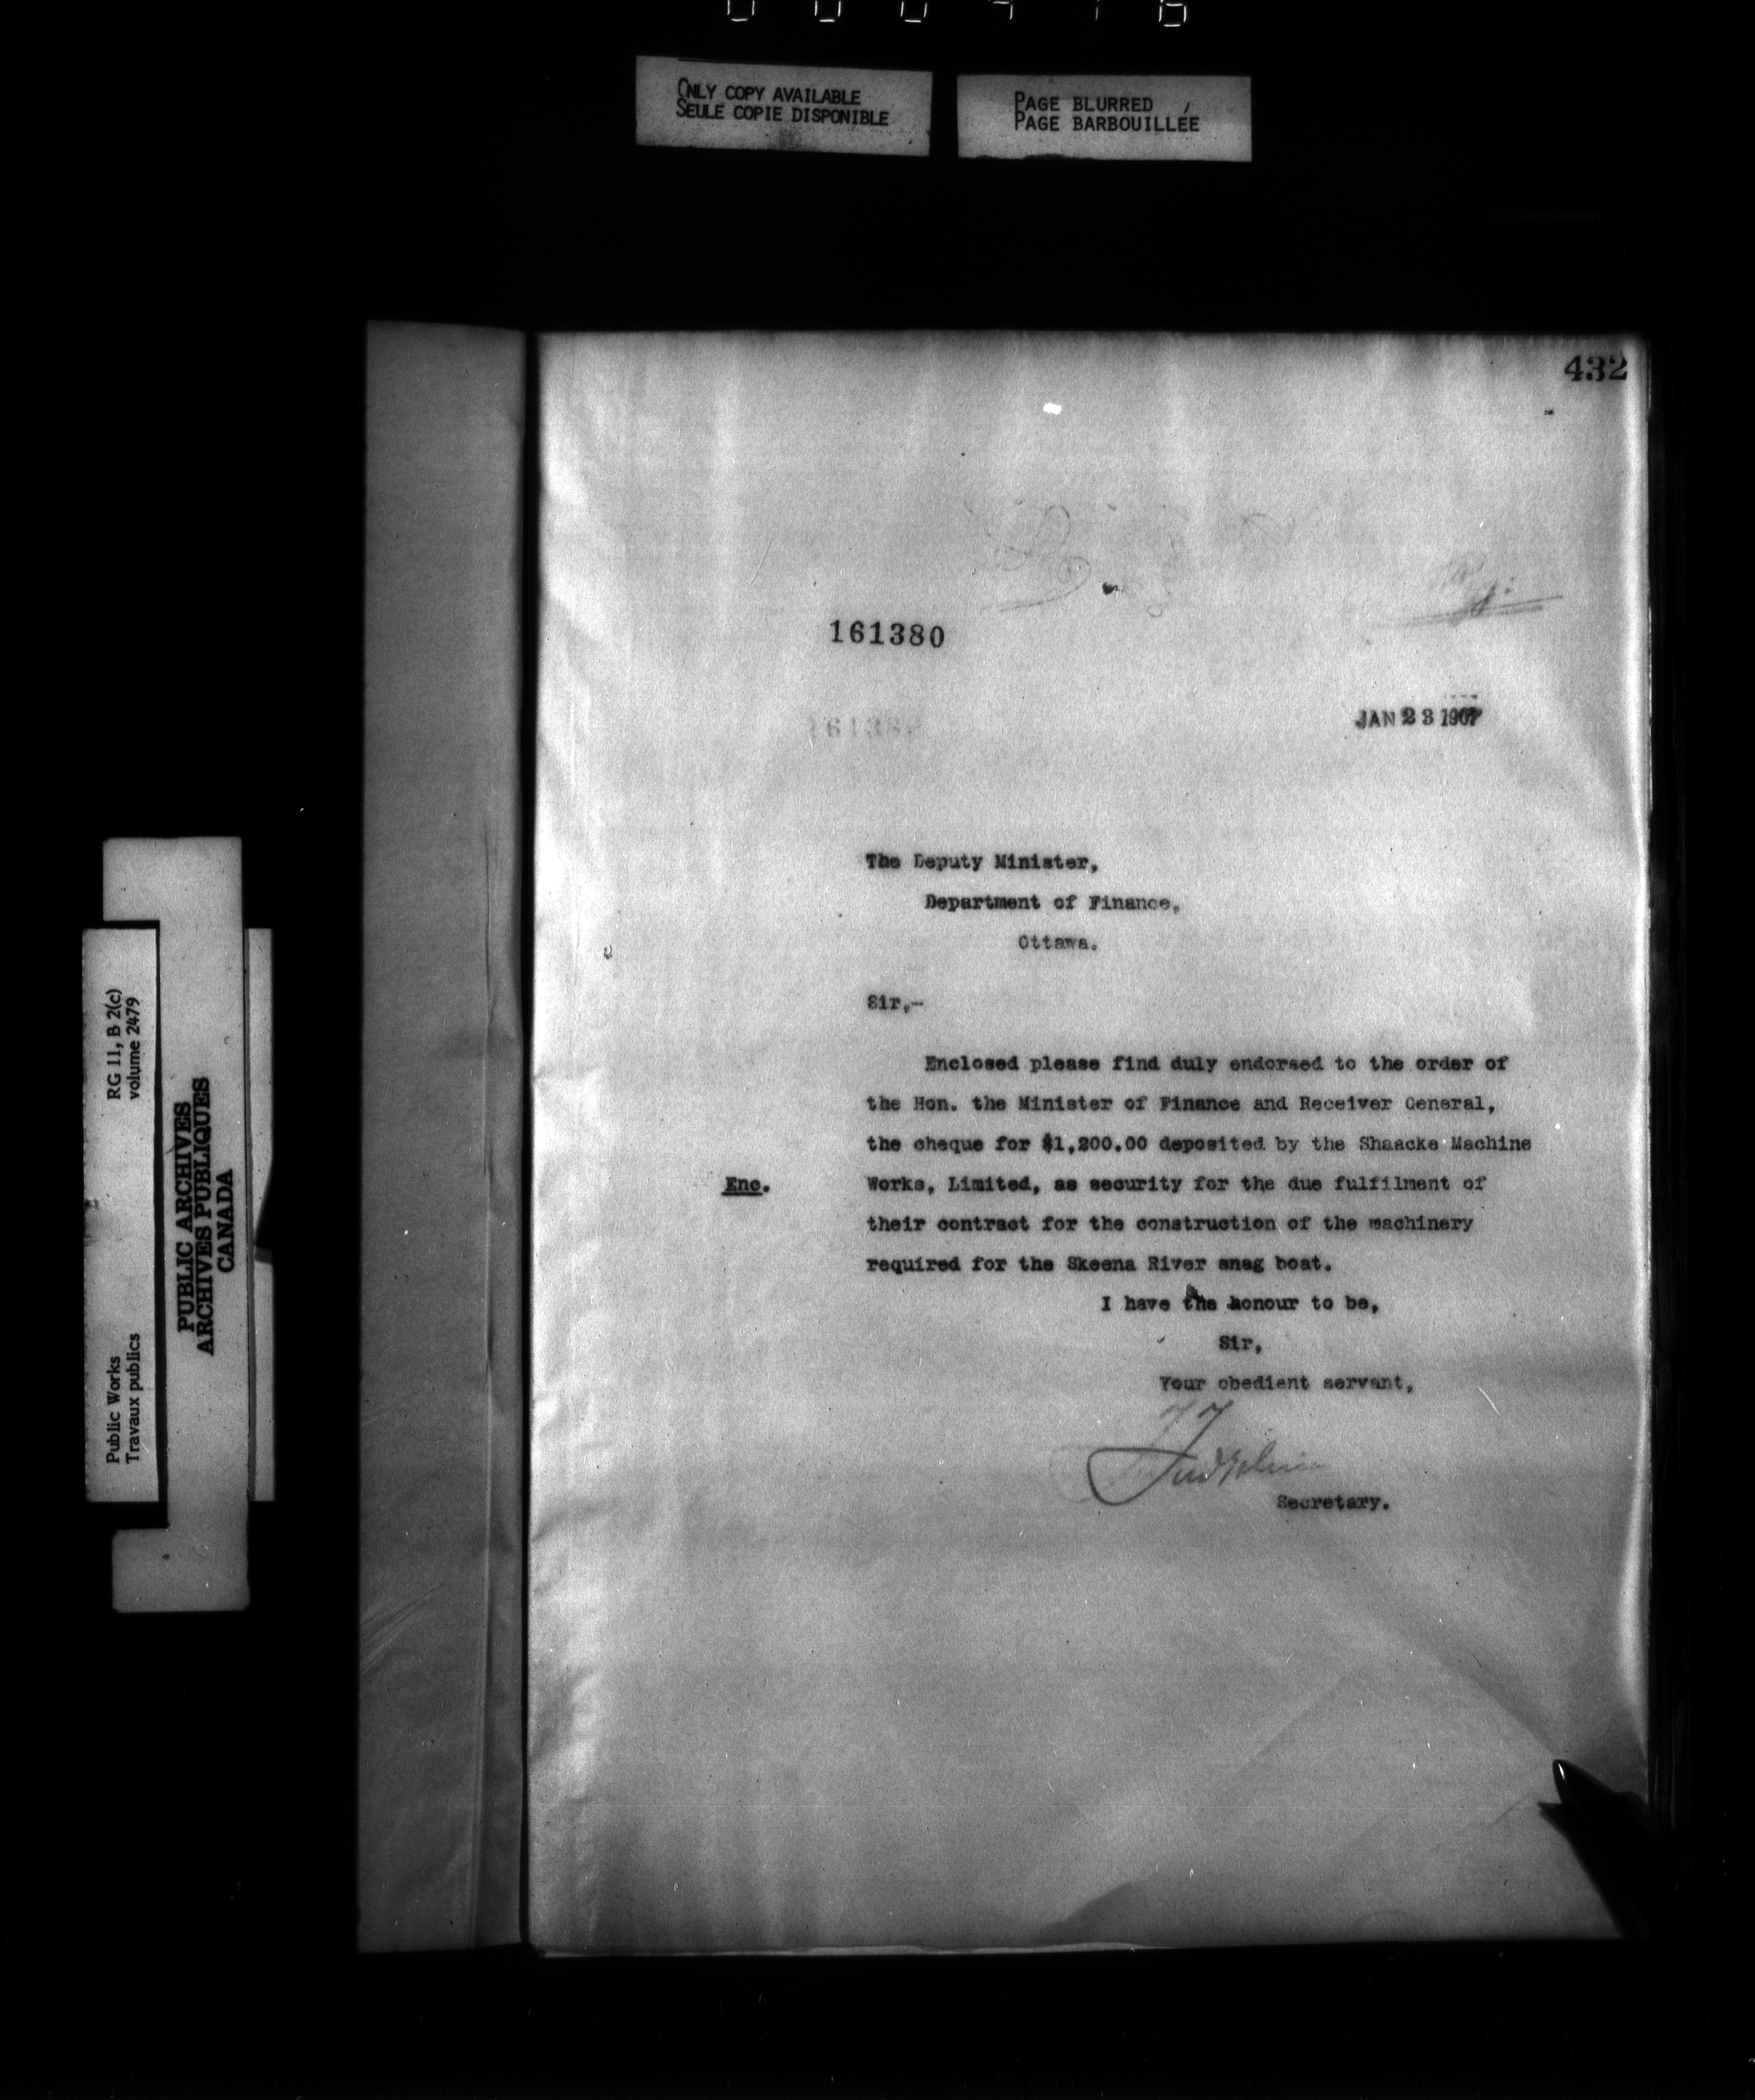 ONLY COPY AVAILABLE
SEULE COPIE DISPONIBLE
PAGE BLURRED
PAGE BARBOUILLÉE
432
161380
JAN 23 1907
The Deputy Minister,
Department of Finance,
Ottawa.
Sir,-
Enclosed please find duly endorsed to the order of
the Hon. the Minister of Finance and Receiver General,
the cheque for $1,200.00 deposited by the Shaacke Machine
Enc. Works, Limited, as security for the due fulfilment of
their contract for the construction of the machinery
required for the Skeena River snag boat.
I have the honour to be,
Sir,
Your obedient servant,
Secretary.
Public Works
Travaux publics
RG 11, B 2(c)
volume 2479
PUBLIC ARCHIVES
ARCHIVES PUBLIQUES
CANADA